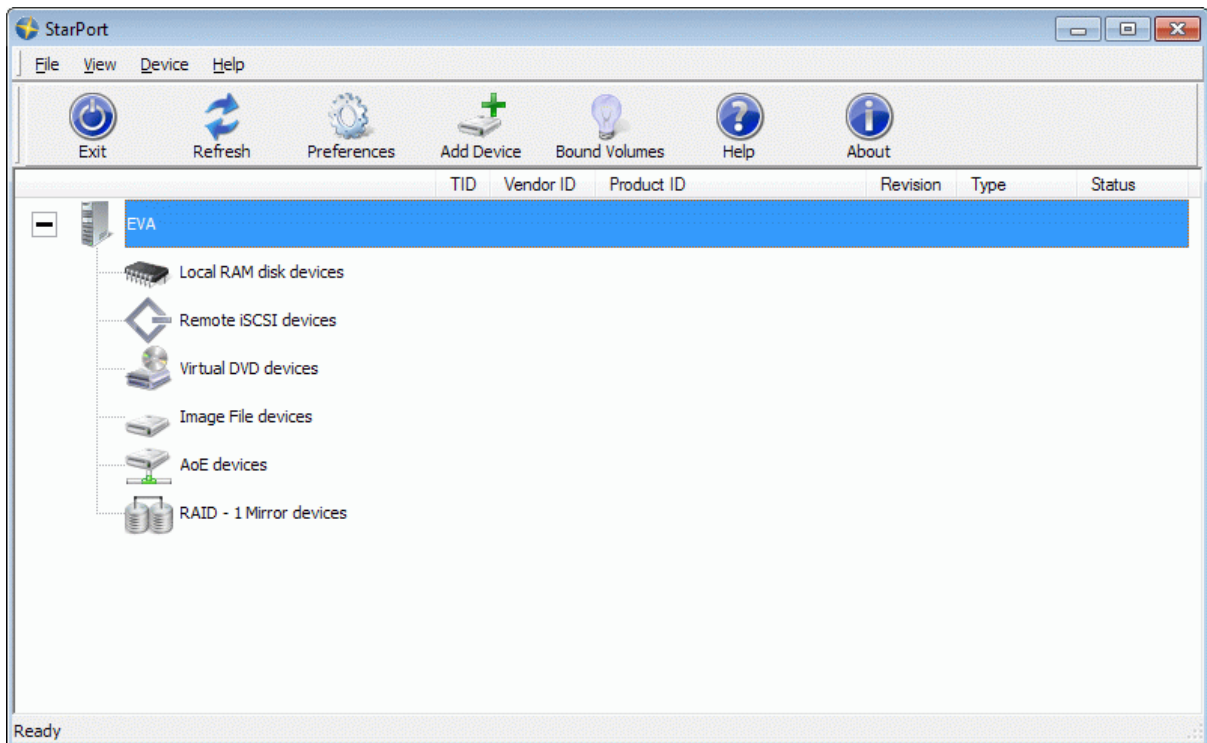 StarPort
File View Device Help
Exit Refresh Preferences Add Device Bound Volumes Help About
TID Vendor ID Product ID Revision Type Status
EVA
Local RAM disk devices
Remote iSCSI devices
Virtual DVD devices
Image File devices
AoE devices
RAID - 1 Mirror devices
Ready